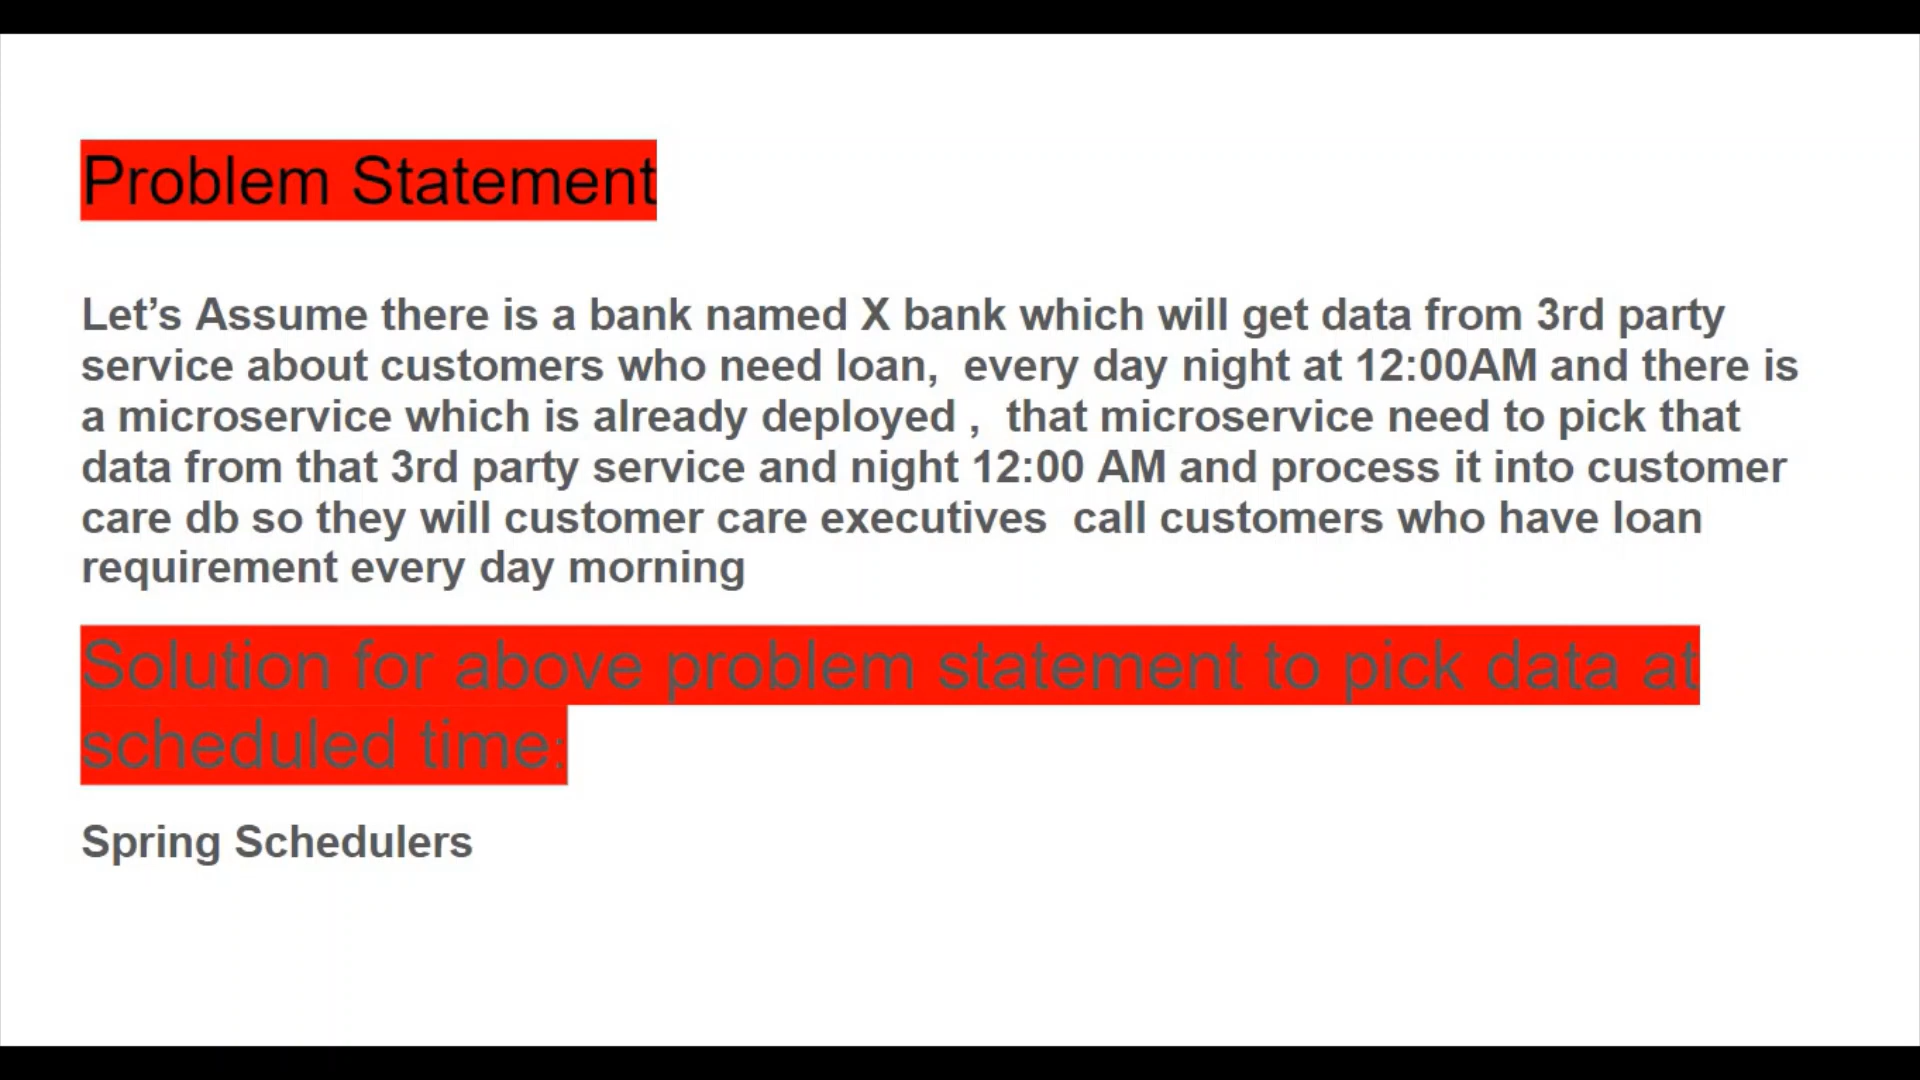 Problem Statement
Let’s Assume there is a bank named X bank which will get data from 3rd party
service about customers who need loan,  every day night at 12:00AM and there is
a microservice which is already deployed ,  that microservice need to pick that
data from that 3rd party service and night 12:00 AM and process it into customer
care db so they will customer care executives  call customers who have loan
requirement every day morning
Solution for above problem statement to pick data at
scheduled time:
Spring Schedulers